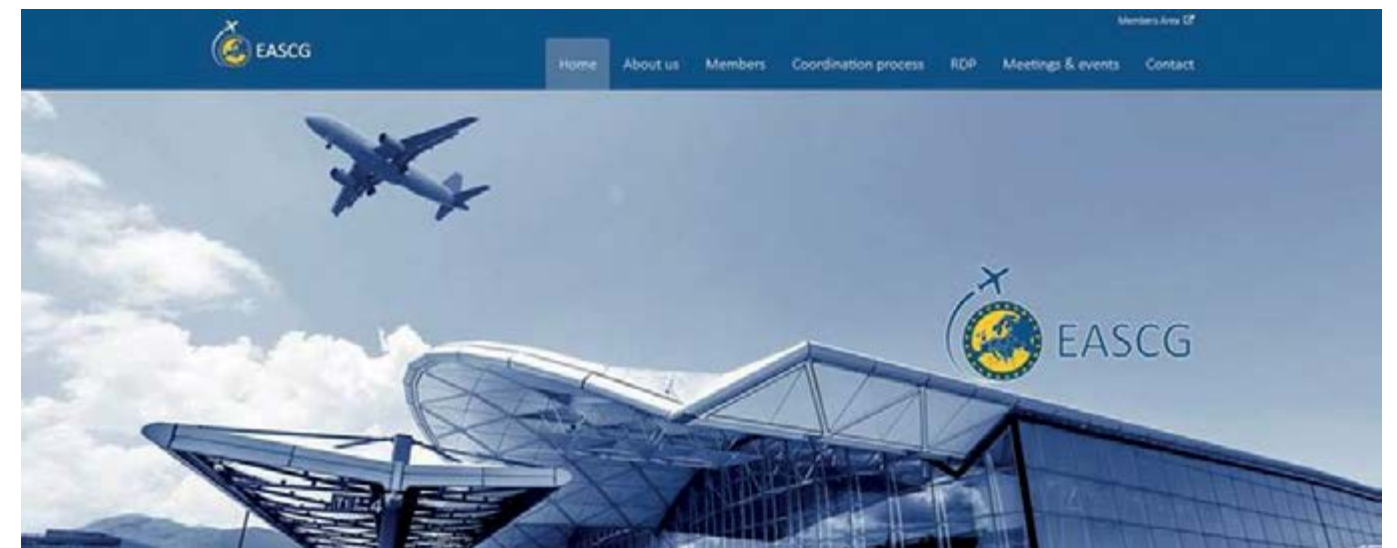 Members Area
EASCG
Home About us Members Coordination process RDP Meetings & events Contact
EASCG